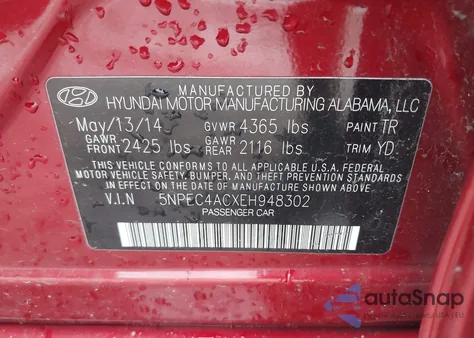 MANUFACTURED BY
HYUNDAI MOTOR MANUFACTURING ALABAMA, LLC
May/13/14 GVWR 4365 lbs PAINT TR
GAWR FRONT 2425 lbs GAWR REAR 2116 lbs TRIM YD
THIS VEHICLE CONFORMS TO ALL APPLICABLE U.S.A. FEDERAL
MOTOR VEHICLE SAFETY, BUMPER, AND THEFT PREVENTION STANDARDS
IN EFFECT ON THE DATE OF MANUFACTURE SHOWN ABOVE.
V.I.N 5NPEC4ACXEH948302
PASSENGER CAR
autoSnap